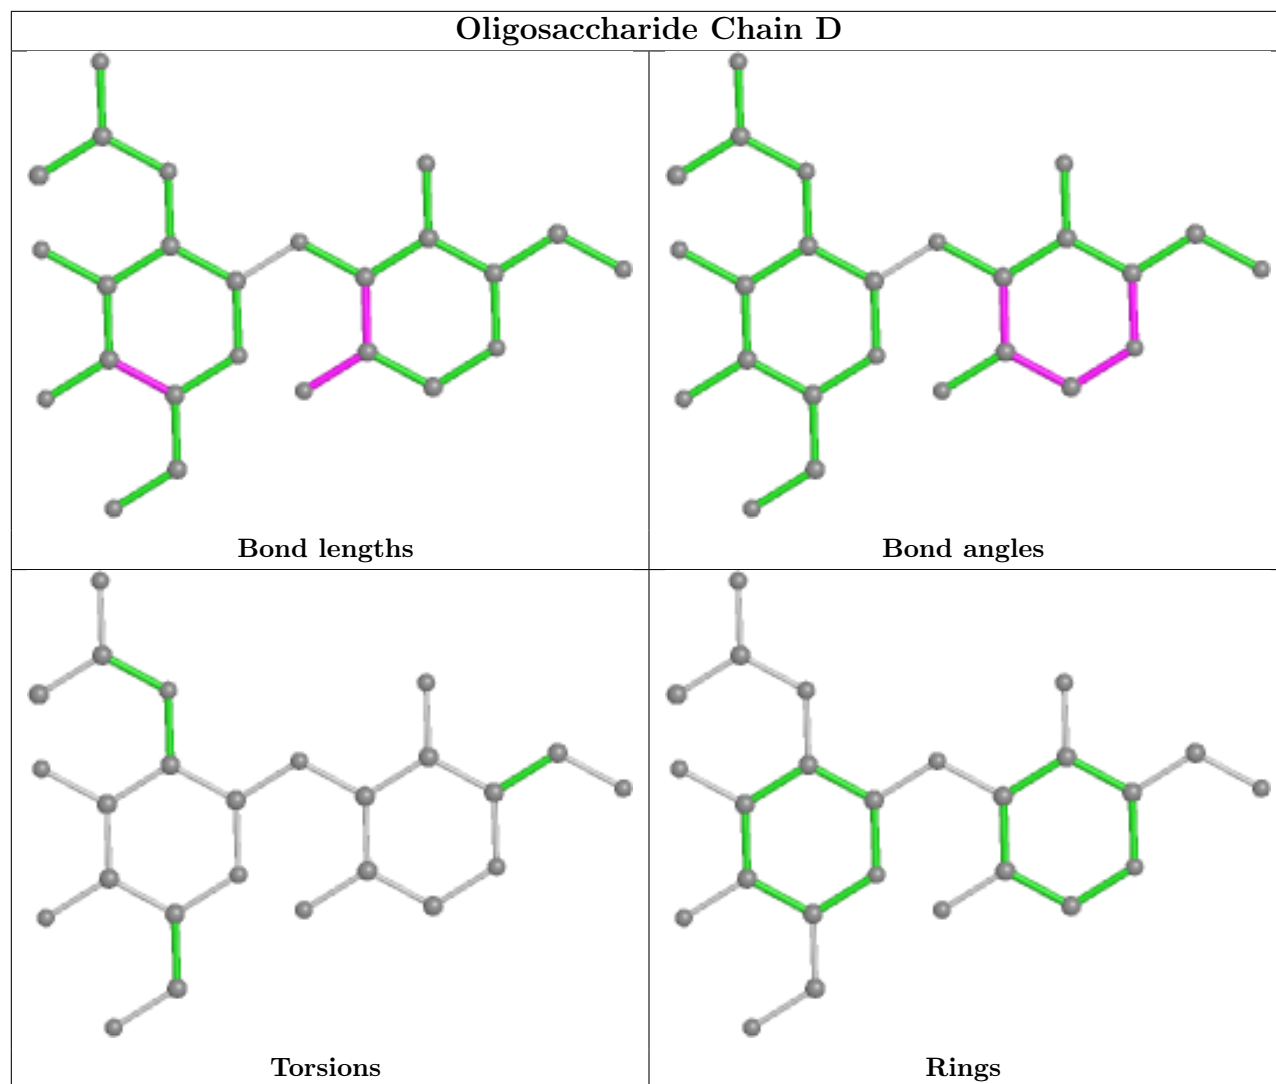 Oligosaccharide Chain D
Bond lengths
Bond angles
Torsions
Rings